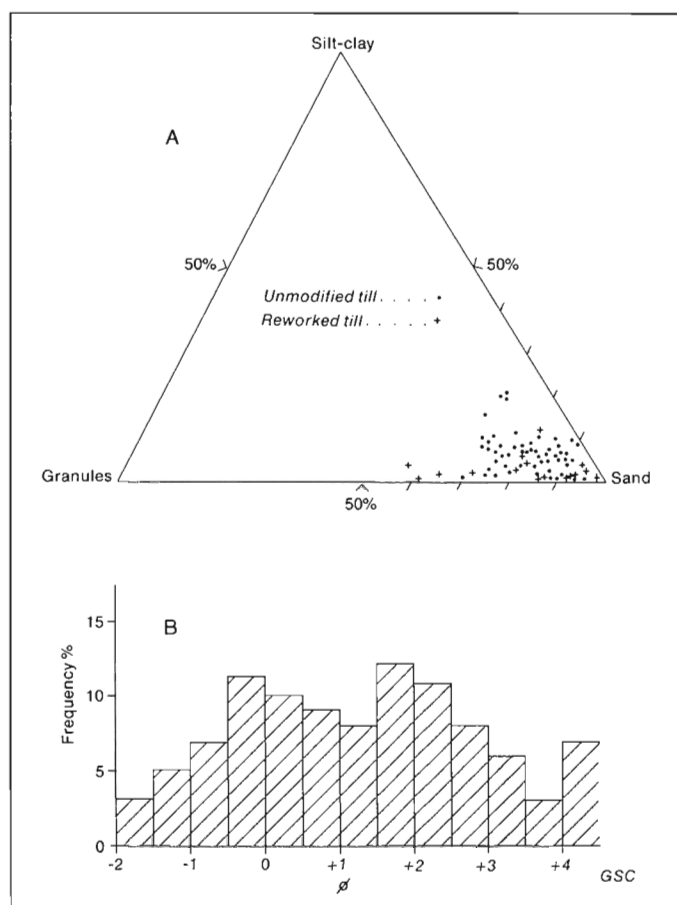 Silt-clay
A
50%
50%
Unmodified till . . . . . •
Reworked till . . . . . +
Granules
Sand
50%
B
Frequency %
15
10
5
0
-2 -1 0 +1 +2 +3 +4
ø
GSC